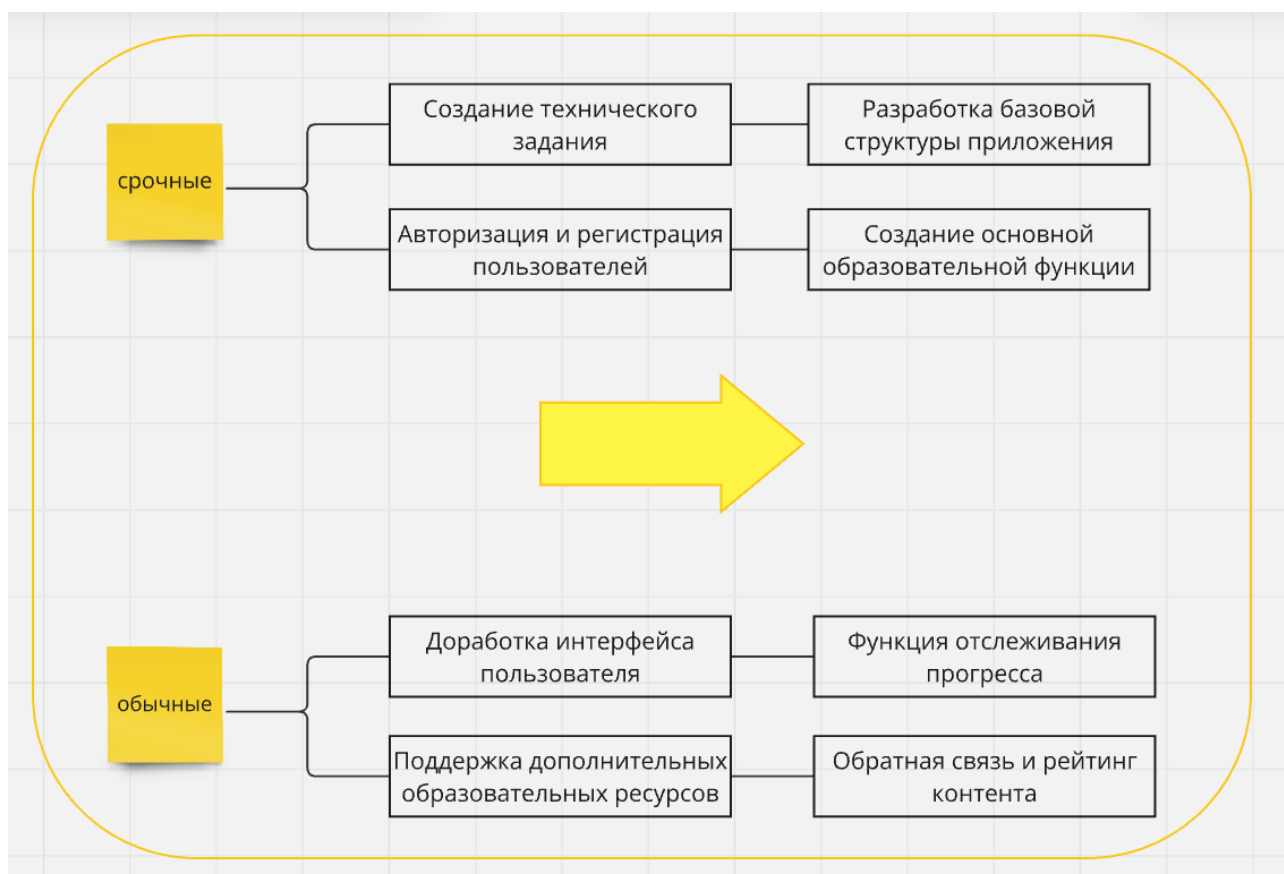 срочные
Создание технического
задания
Разработка базовой
структуры приложения
Авторизация и регистрация
пользователей
Создание основной
образовательной функции
обычные
Доработка интерфейса
пользователя
Функция отслеживания
прогресса
Поддержка дополнительных
образовательных ресурсов
Обратная связь и рейтинг
контента